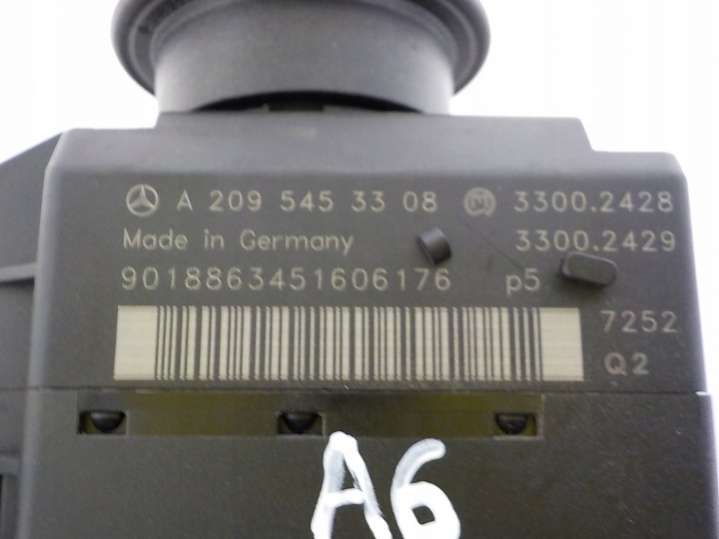 A 209 545 33 08 3300.2428
Made in Germany 3300.2429
9018863451606176 p5
7252
Q2
A6